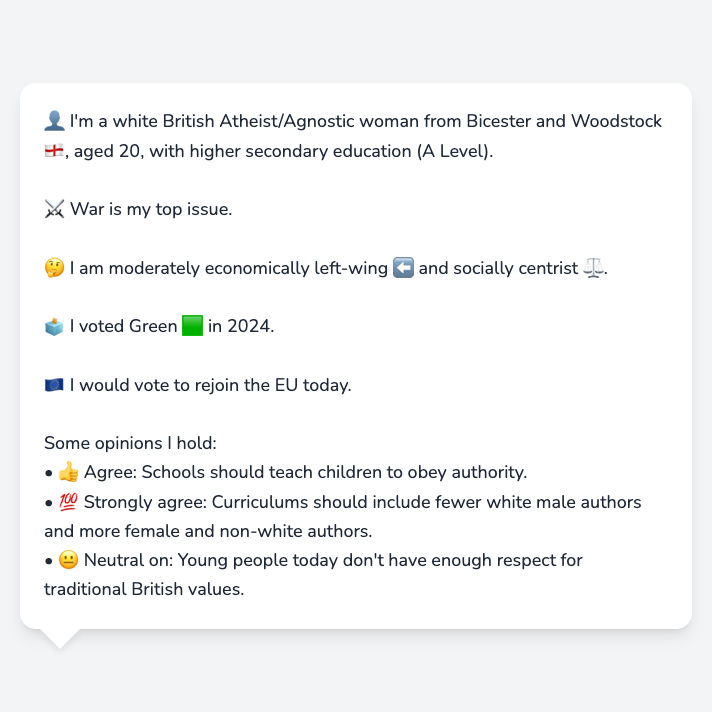 👤 I'm a white British Atheist/Agnostic woman from Bicester and Woodstock
🏴󠁧󠁢󠁥󠁮󠁧󠁿, aged 20, with higher secondary education (A Level).
⚔️ War is my top issue.
🤔 I am moderately economically left-wing ⬅️ and socially centrist ⚖️.
🗳️ I voted Green 🟩 in 2024.
🇪🇺 I would vote to rejoin the EU today.
Some opinions I hold:
• 👍 Agree: Schools should teach children to obey authority.
• 💯 Strongly agree: Curriculums should include fewer white male authors
and more female and non-white authors.
• 😐 Neutral on: Young people today don't have enough respect for
traditional British values.